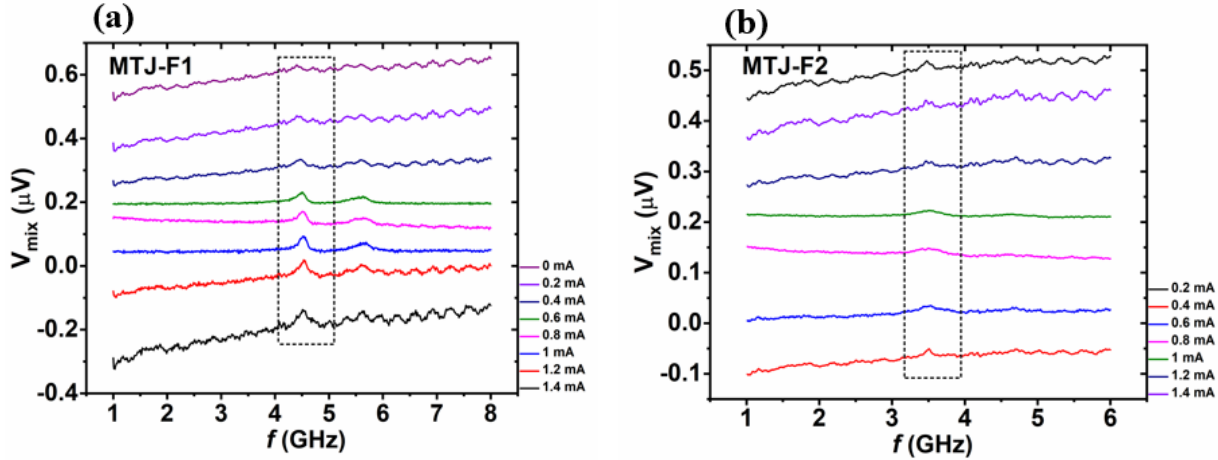 (a)
MTJ-F1
V_mix (μV)
0.6
0.4
0.2
0.0
-0.2
-0.4
1 2 3 4 5 6 7 8
f (GHz)
0 mA
0.2 mA
0.4 mA
0.6 mA
0.8 mA
1 mA
1.2 mA
1.4 mA
(b)
MTJ-F2
V_mix (μV)
0.5
0.4
0.3
0.2
0.1
0.0
-0.1
1 2 3 4 5 6
f (GHz)
0.2 mA
0.4 mA
0.6 mA
0.8 mA
1 mA
1.2 mA
1.4 mA